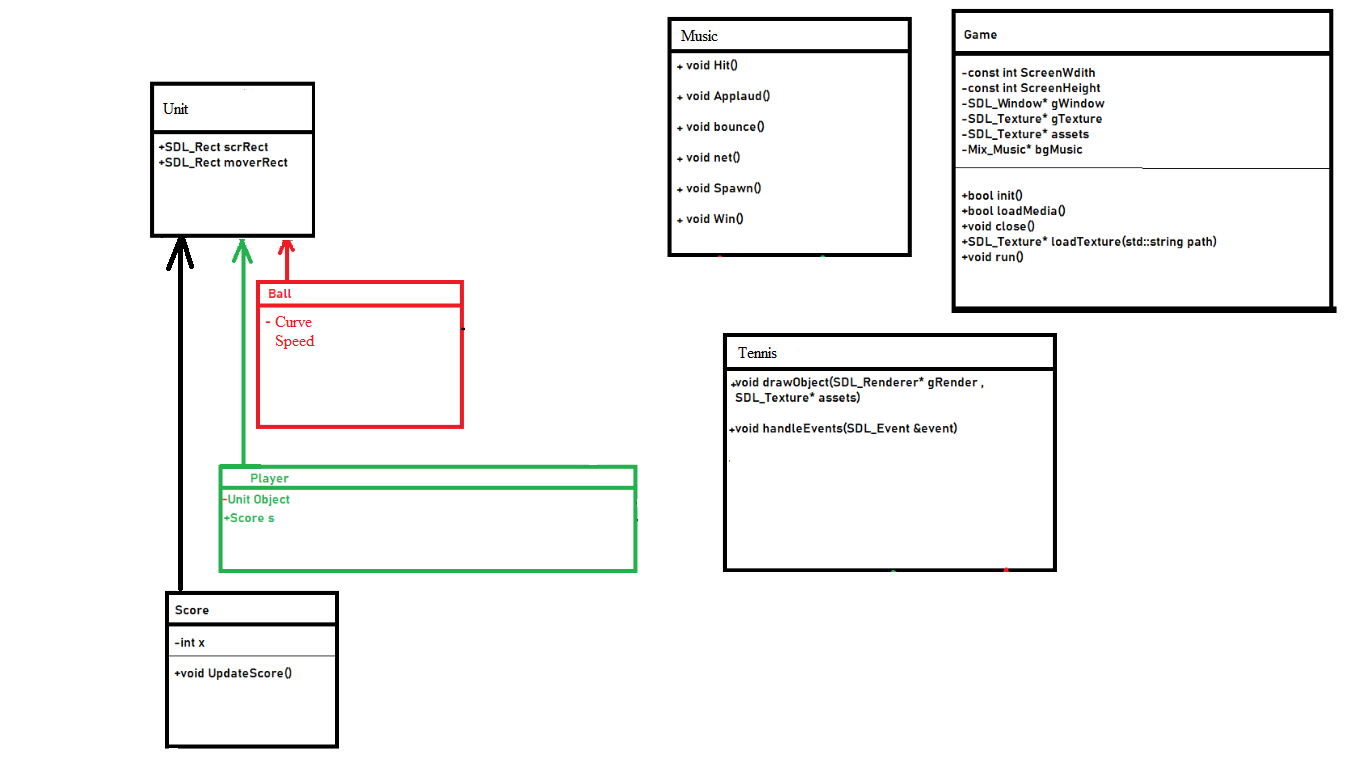 Unit
+SDL_Rect scrRect
+SDL_Rect moverRect
Ball
- Curve
Speed
Player
-Unit Object
+Score s
Score
-int x
+void UpdateScore()
Music
+ void Hit()
+ void Applaud()
+ void bounce()
+ void net()
+ void Spawn()
+ void Win()
Game
-const int ScreenWdith
-const int ScreenHeight
-SDL_Window* gWindow
-SDL_Texture* gTexture
-SDL_Texture* assets
-Mix_Music* bgMusic
+bool init()
+bool loadMedia()
+void close()
+SDL_Texture* loadTexture(std::string path)
+void run()
Tennis
+void drawObject(SDL_Renderer* gRender ,
SDL_Texture* assets)
+void handleEvents(SDL_Event &event)